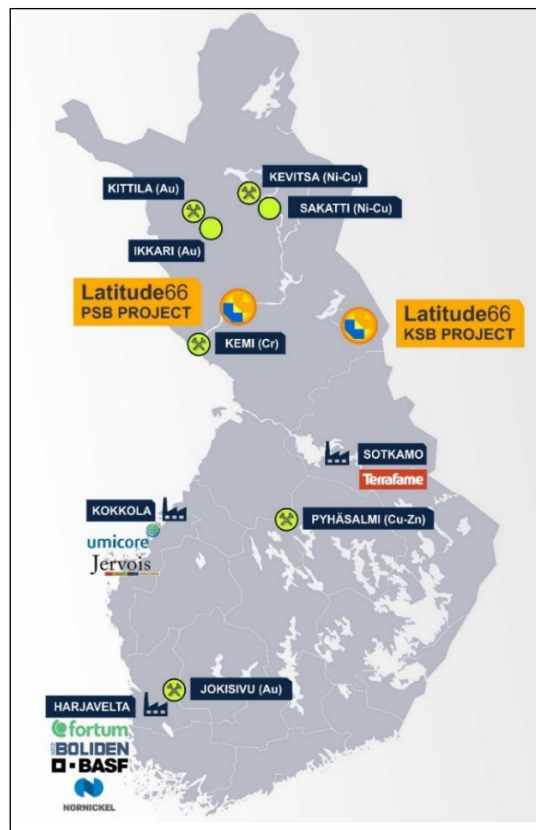 KEVITSA (Ni-Cu)
KITTILA (Au)
SAKATTI (Ni-Cu)
IKKARI (Au)
Latitude66
PSB PROJECT
Latitude66
KSB PROJECT
KEMI (Cr)
SOTKAMO
Terrafame
KOKKOLA
umicore
Jervois
PYHÄSALMI (Cu-Zn)
JOKISIVU (Au)
HARJAVELTA
fortum
BOLIDEN
BASF
NORNICKEL